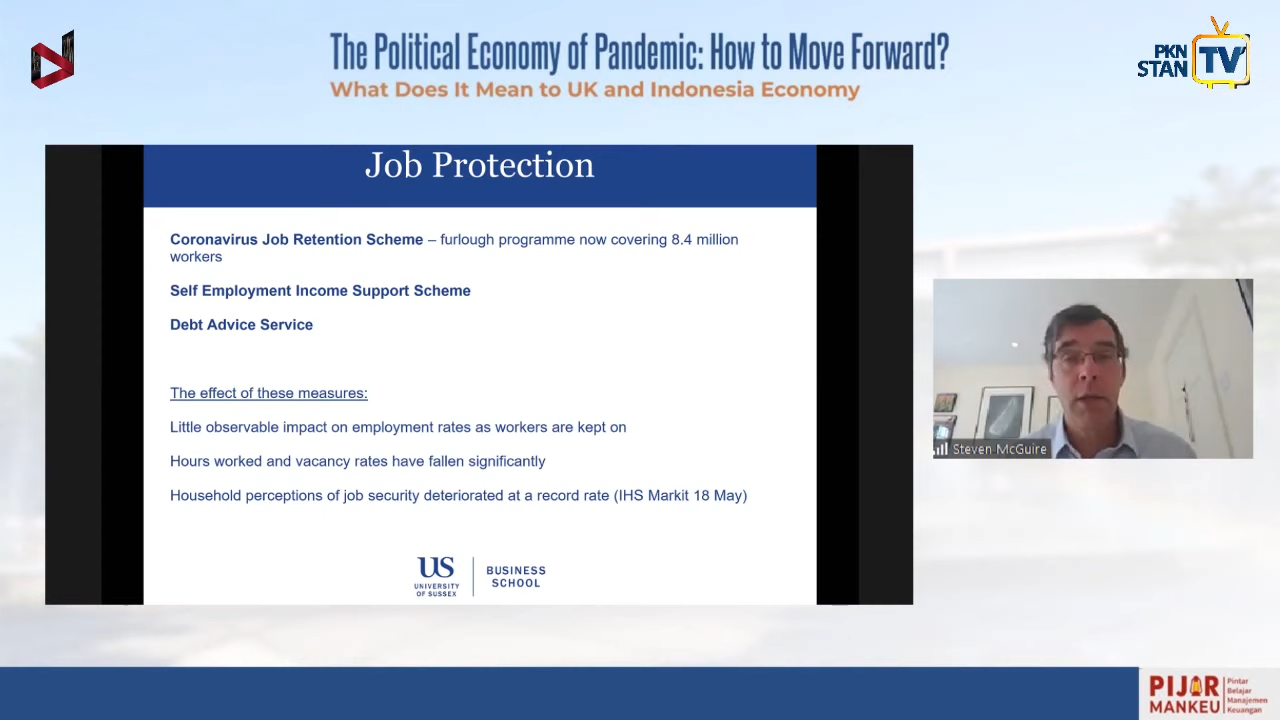 The Political Economy of Pandemic: How to Move Forward?
What Does It Mean to UK and Indonesia Economy
PKN
STAN TV
Job Protection
Coronavirus Job Retention Scheme – furlough programme now covering 8.4 million
workers
Self Employment Income Support Scheme
Debt Advice Service
The effect of these measures:
Little observable impact on employment rates as workers are kept on
Hours worked and vacancy rates have fallen significantly
Household perceptions of job security deteriorated at a record rate (IHS Markit 18 May)
US
UNIVERSITY
OF SUSSEX
BUSINESS
SCHOOL
Steven McGuire
PIJAR
MANKEU
Pintar
Belajar
Manajemen
Keuangan